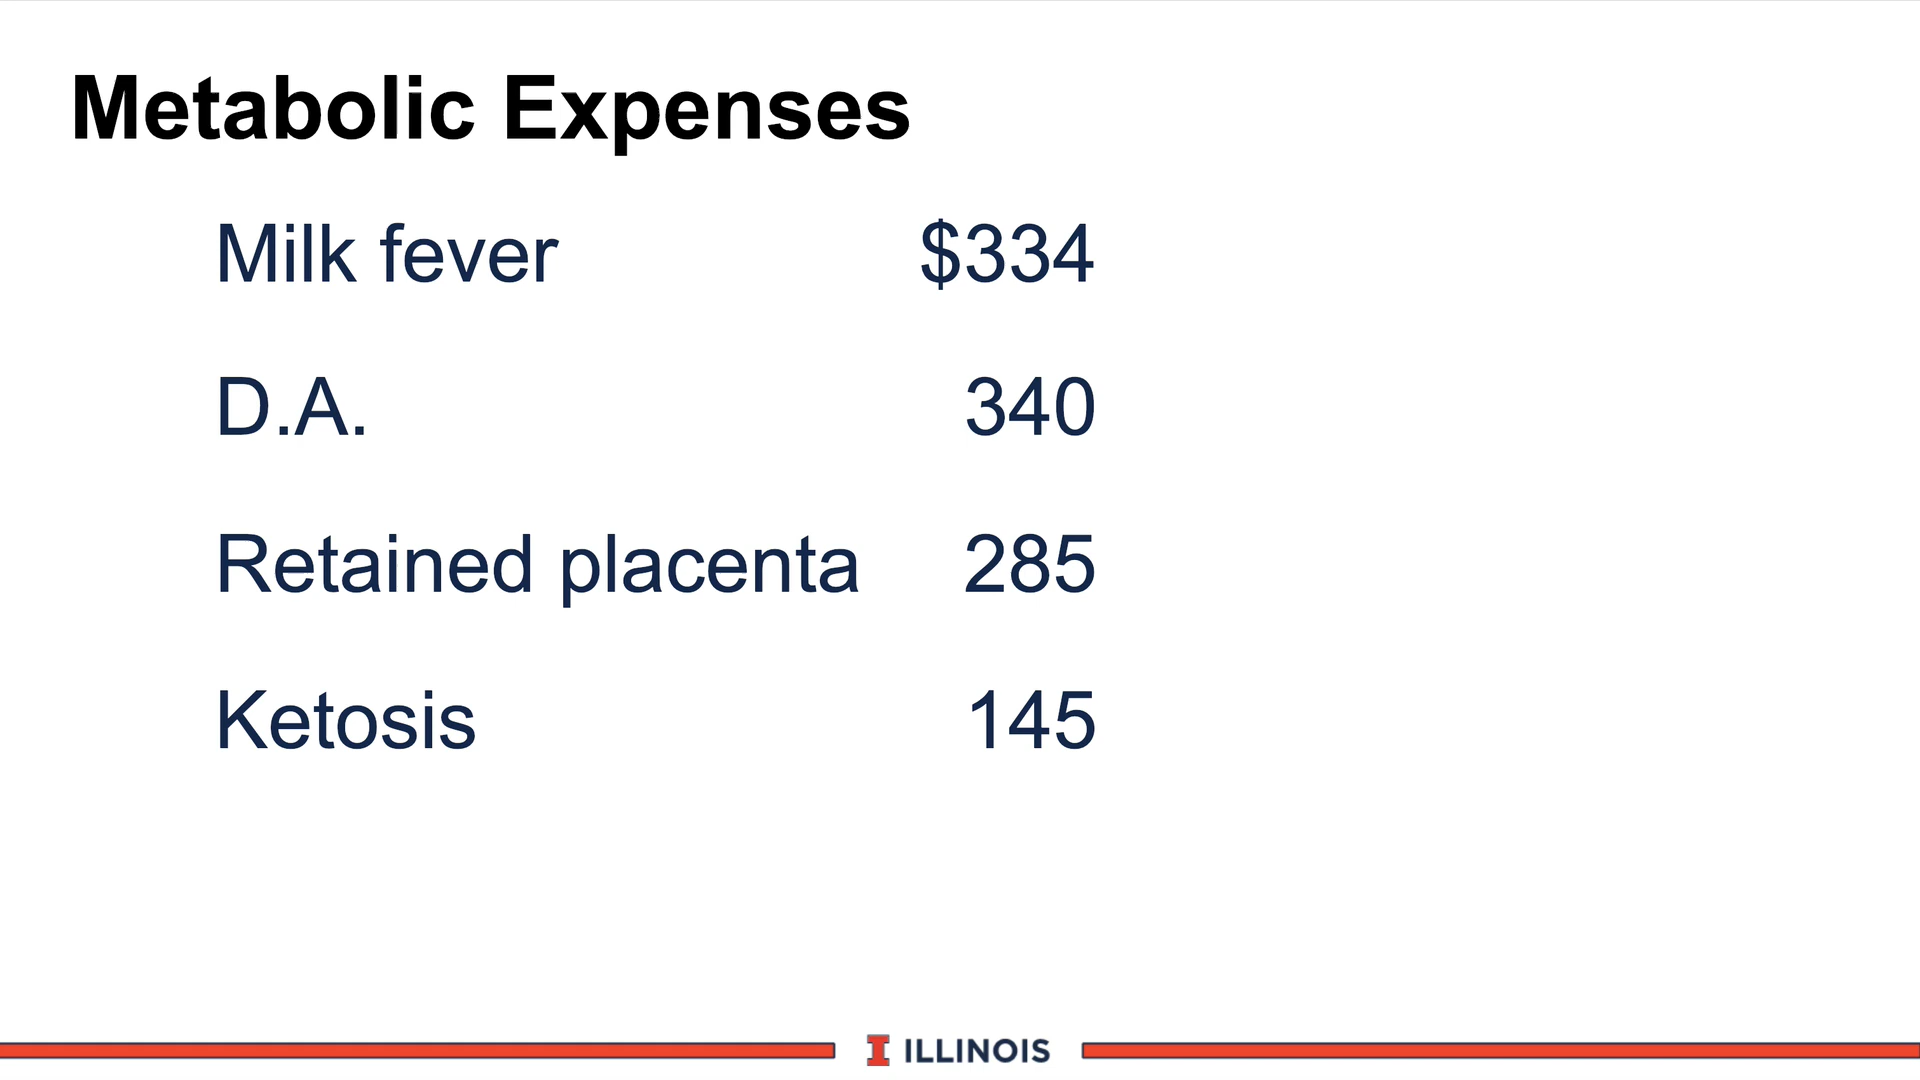 Metabolic Expenses
Milk fever $334
D.A. 340
Retained placenta 285
Ketosis 145
I ILLINOIS